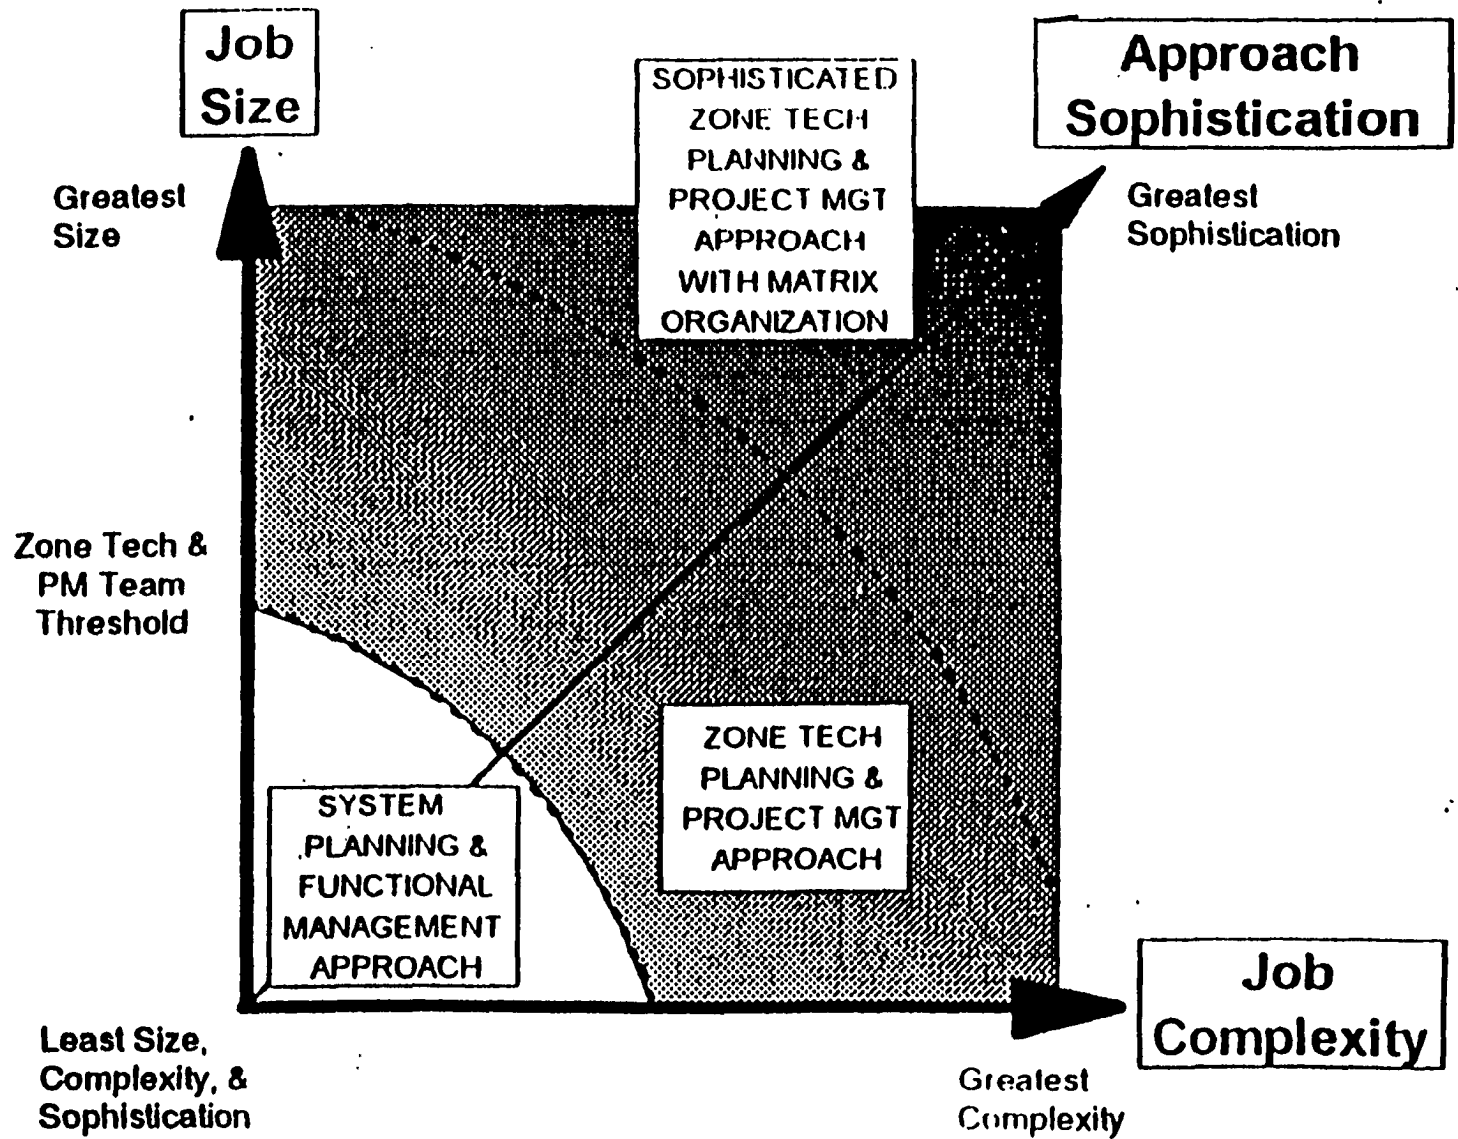 Job
Size
Approach
Sophistication
SOPHISTICATED
ZONE TECH
PLANNING &
PROJECT MGT
APPROACH
WITH MATRIX
ORGANIZATION
Greatest
Size
Greatest
Sophistication
Zone Tech &
PM Team
Threshold
ZONE TECH
PLANNING &
PROJECT MGT
APPROACH
SYSTEM
PLANNING &
FUNCTIONAL
MANAGEMENT
APPROACH
Job
Complexity
Least Size,
Complexity, &
Sophistication
Greatest
Complexity